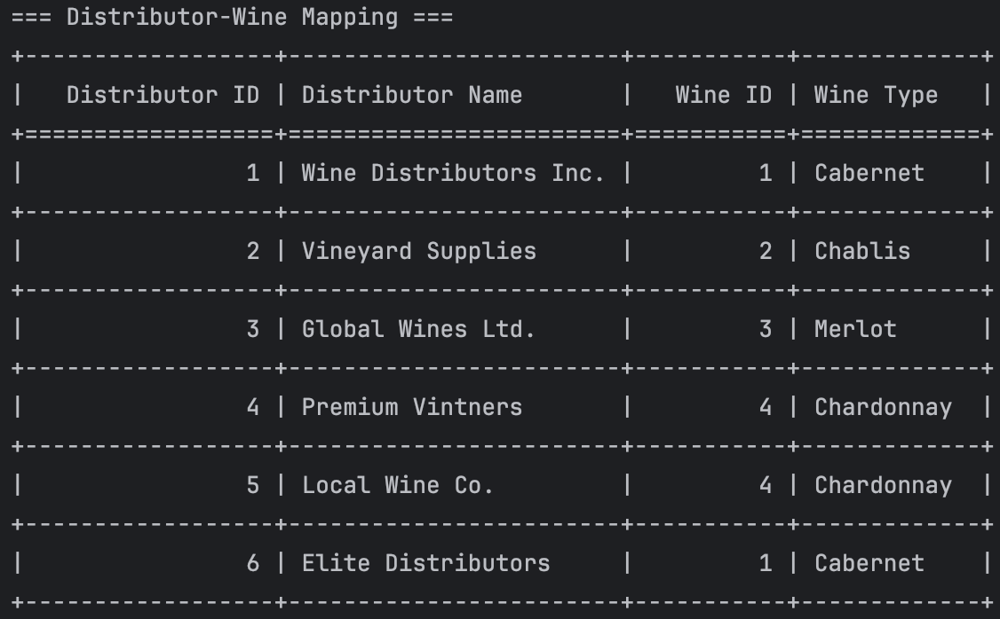 === Distributor-Wine Mapping ===
+------------------+------------------------+-----------+-------------+
|   Distributor ID | Distributor Name       |   Wine ID | Wine Type   |
+==================+========================+===========+=============+
|                1 | Wine Distributors Inc. |         1 | Cabernet    |
+------------------+------------------------+-----------+-------------+
|                2 | Vineyard Supplies      |         2 | Chablis     |
+------------------+------------------------+-----------+-------------+
|                3 | Global Wines Ltd.      |         3 | Merlot      |
+------------------+------------------------+-----------+-------------+
|                4 | Premium Vintners       |         4 | Chardonnay  |
+------------------+------------------------+-----------+-------------+
|                5 | Local Wine Co.         |         4 | Chardonnay  |
+------------------+------------------------+-----------+-------------+
|                6 | Elite Distributors     |         1 | Cabernet    |
+------------------+------------------------+-----------+-------------+